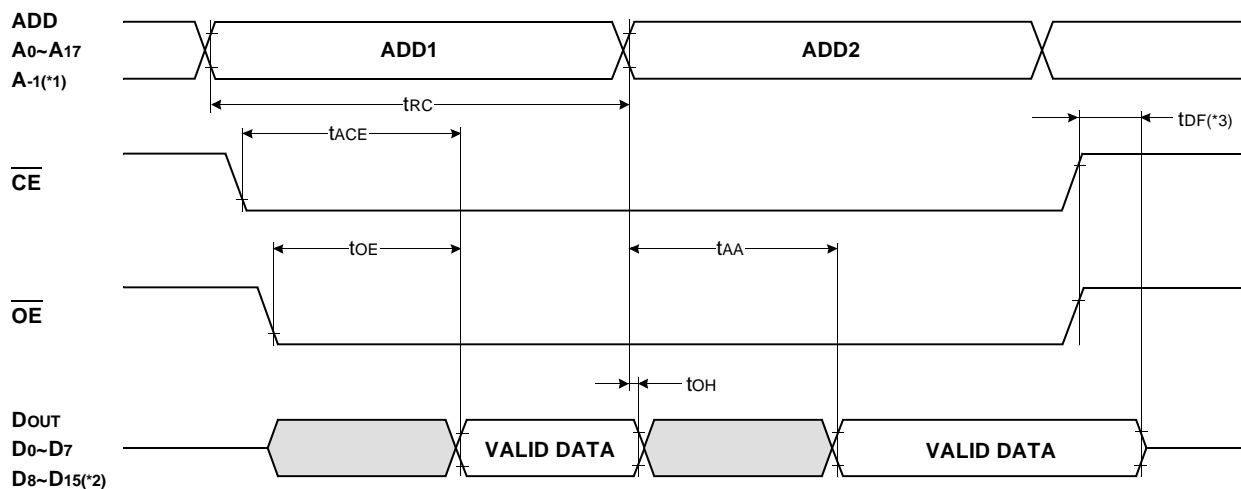 ADD
A0~A17
A-1(*1)
ADD1
ADD2
tRC
tACE
tDF(*3)
CE
tOE
tAA
OE
tOH
DOUT
D0~D7
D8~D15(*2)
VALID DATA
VALID DATA